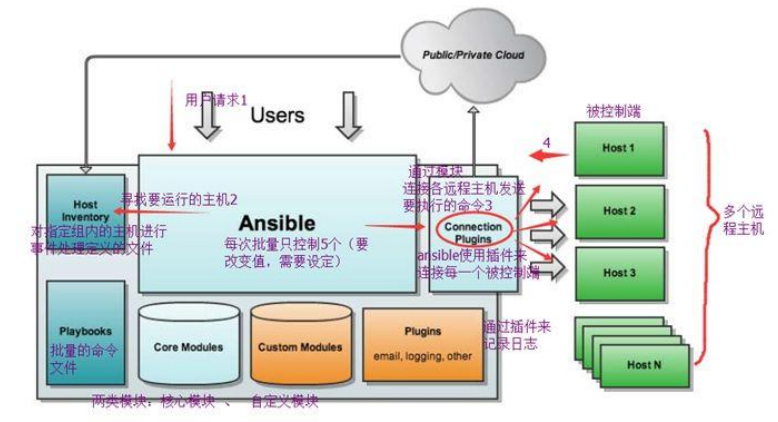 Public/Private Cloud
用户请求1
Users
被控制端
Host 1
4
通过模块
连接各远程主机发送
要执行的命令3
Host
Inventory
寻找要运行的主机2
对指定组内的主机进行
事件处理定义的文件
Ansible
每次批量只控制5个（要
改变值，需要设定）
Connection
Plugins
ansible使用插件来
连接每一个被控制端
Host 2
多个远
程主机
Host 3
Playbooks
批量的命令
文件
Core Modules
Custom Modules
Plugins
email, logging, other
通过插件来
记录日志
Host N
两类模块：核心模块 、 自定义模块